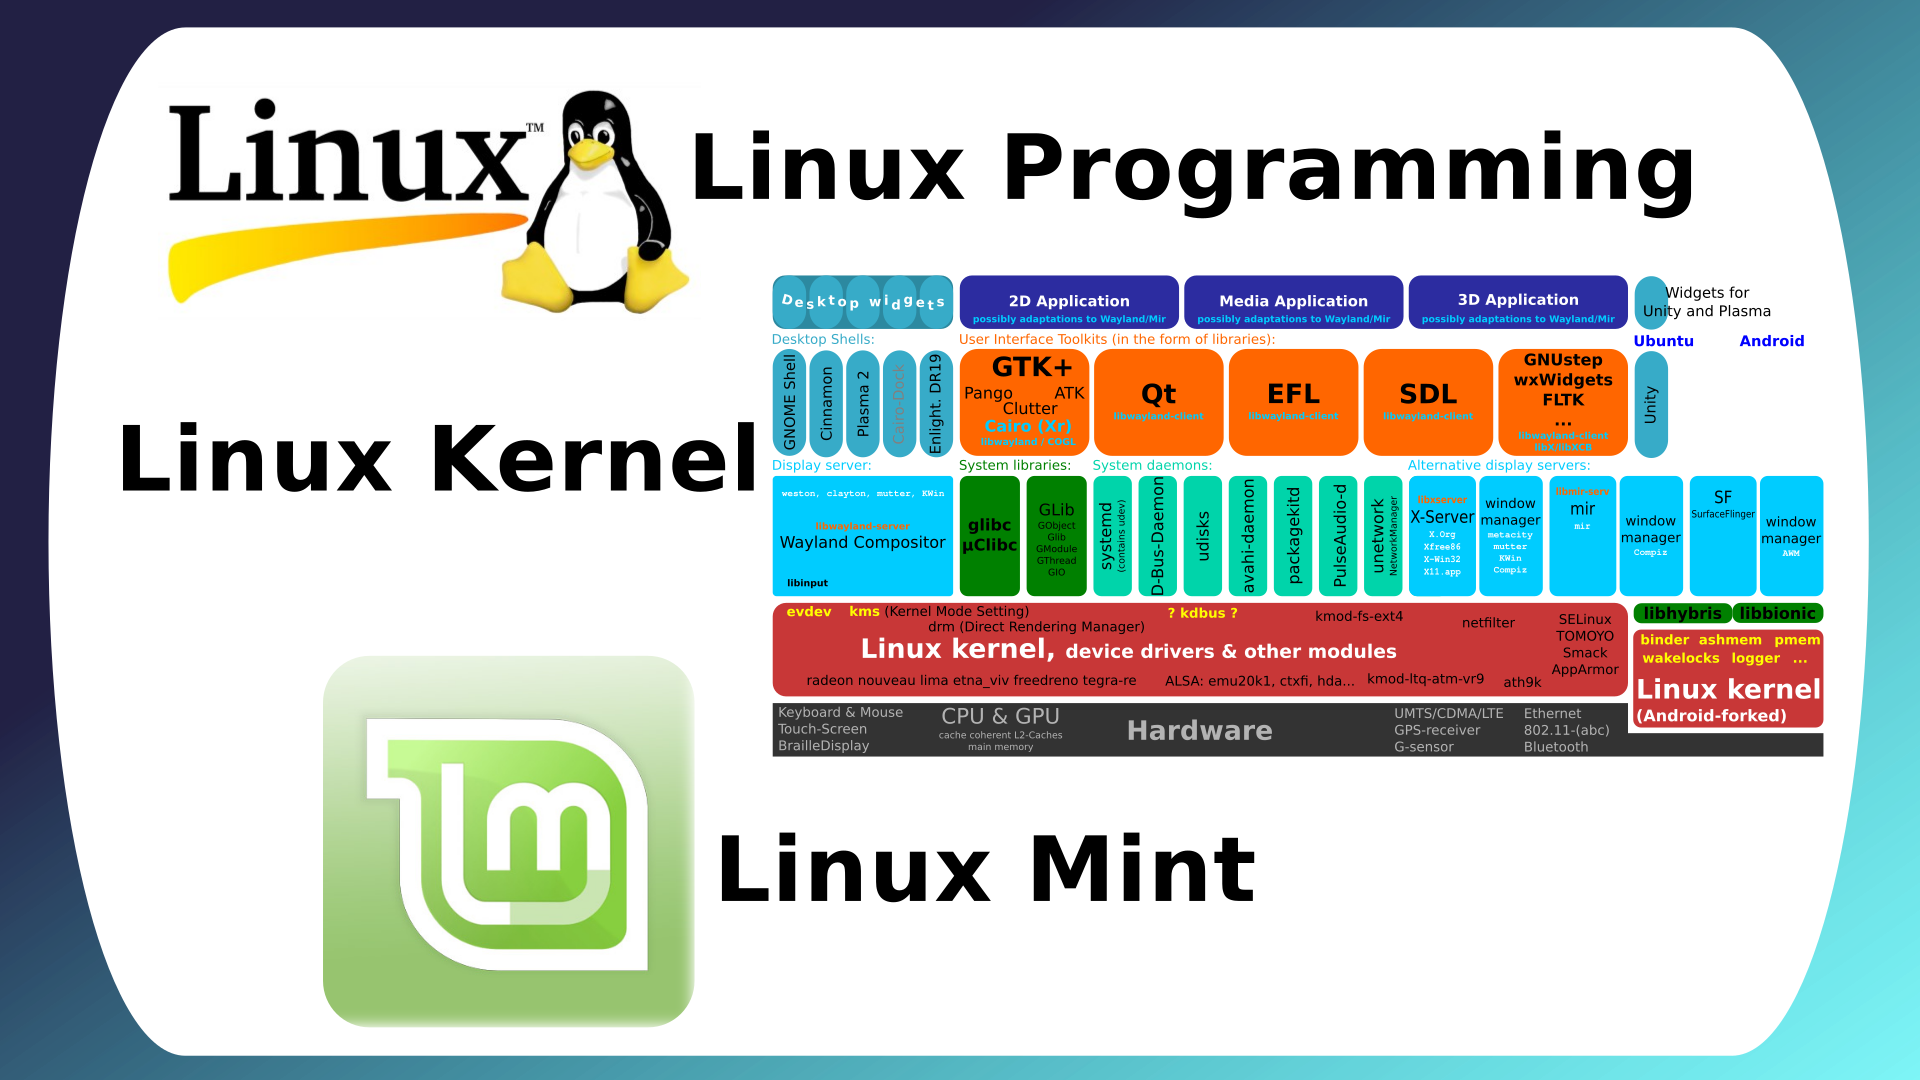 Linux™
Linux Programming
Desktop widgets
2D Application
possibly adaptations to Wayland/Mir
Media Application
possibly adaptations to Wayland/Mir
3D Application
possibly adaptations to Wayland/Mir
Widgets for
Unity and Plasma
Desktop Shells:
User Interface Toolkits (in the form of libraries):
Ubuntu
Android
GNOME Shell
Cinnamon
Plasma 2
Cairo-Dock
Enlight. DR19
GTK+
Pango ATK
Clutter
Cairo (Xr)
libwayland / COGL
Qt
libwayland-client
EFL
libwayland-client
SDL
libwayland-client
GNUstep
wxWidgets
FLTK
...
libwayland-client
Unity
Linux Kernel
Display server:
System libraries:
System daemons:
Alternative display servers:
weston, clayton, mutter, KWin
libwayland-server
Wayland Compositor
libinput
glibc
µClibc
GLib
GObject
Glib
GModule
GThread
GIO
systemd
(contains udev)
D-Bus-Daemon
udisks
avahi-daemon
packagekitd
PulseAudio-d
unetwork
NetworkManager
libxserver
X-Server
X.Org
Xfree86
X-Win32
X11.app
window
manager
metacity
mutter
KWin
Compiz
libmir-serv
mir
mir
window
manager
Compiz
SF
SurfaceFlinger
window
manager
AWM
evdev kms (Kernel Mode Setting)
drm (Direct Rendering Manager)
? kdbus ?
kmod-fs-ext4
netfilter
SELinux
TOMOYO
Smack
AppArmor
Linux kernel, device drivers & other modules
radeon nouveau lima etna_viv freedreno tegra-re
ALSA: emu20k1, ctxfi, hda...
kmod-ltq-atm-vr9
ath9k
libhybris
libbionic
binder ashmem pmem
wakelocks logger ...
Linux kernel
(Android-forked)
Keyboard & Mouse
Touch-Screen
BrailleDisplay
CPU & GPU
cache coherent L2-Caches
main memory
Hardware
UMTS/CDMA/LTE
GPS-receiver
G-sensor
Ethernet
802.11-(abc)
Bluetooth
Linux Mint